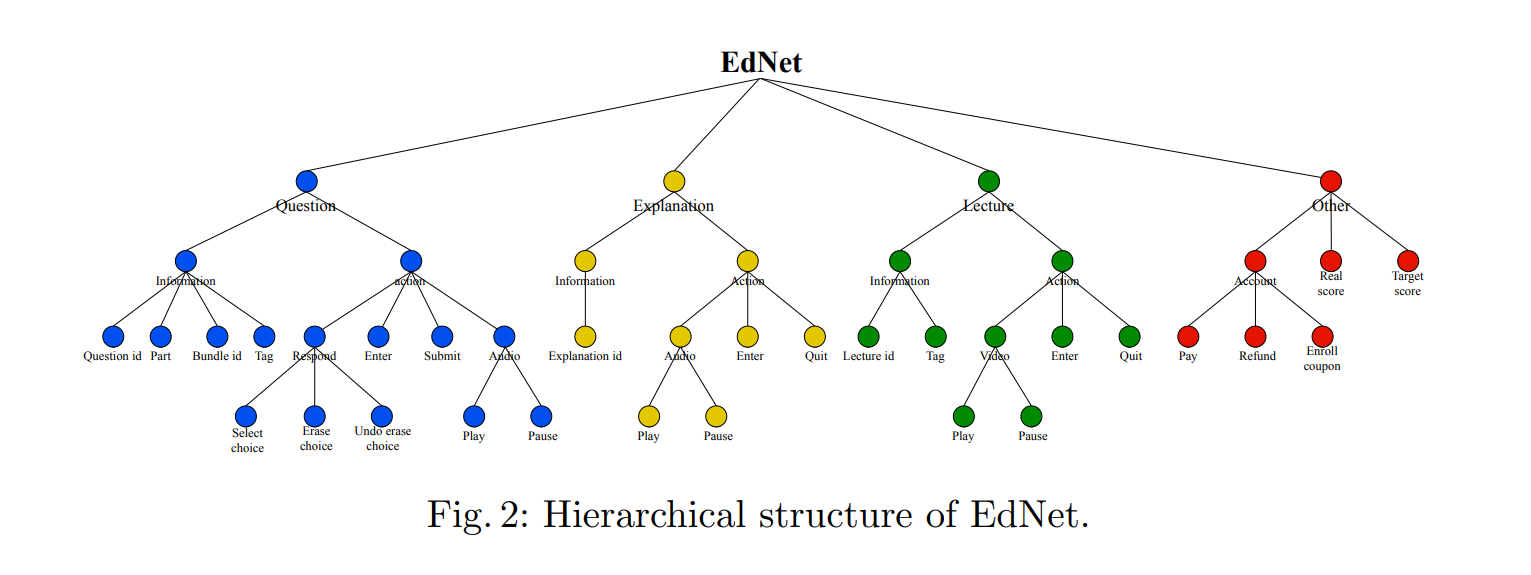 EdNet
Question Explanation Lecture Other
Information action Information Action Information Action Account Real score Target score
Question id Part Bundle id Tag Respond Enter Submit Audio Explanation id Audio Enter Quit Lecture id Tag Video Enter Quit Pay Refund Enroll coupon
Select choice Erase choice Undo erase choice Play Pause Play Pause Play Pause
Fig. 2: Hierarchical structure of EdNet.